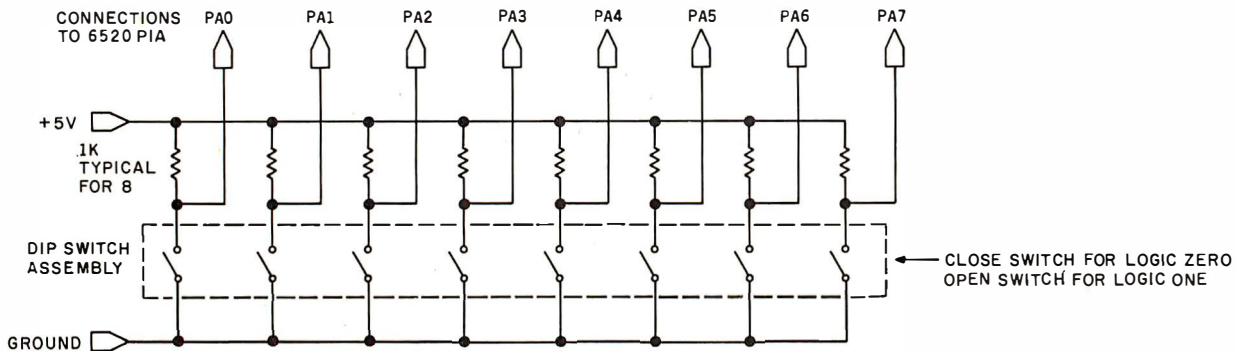 CONNECTIONS
TO 6520 PIA
PA0 PA1 PA2 PA3 PA4 PA5 PA6 PA7
+5V
1K
TYPICAL
FOR 8
DIP SWITCH
ASSEMBLY
CLOSE SWITCH FOR LOGIC ZERO
OPEN SWITCH FOR LOGIC ONE
GROUND